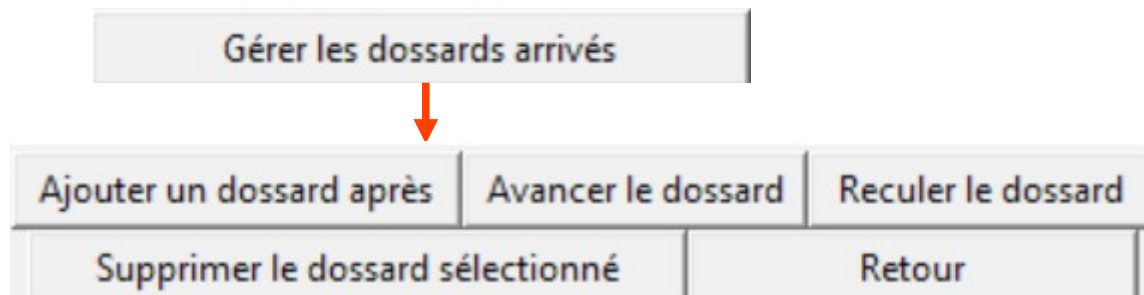 Gérer les dossards arrivés
Ajouter un dossard après Avancer le dossard Reculer le dossard
Supprimer le dossard sélectionné Retour